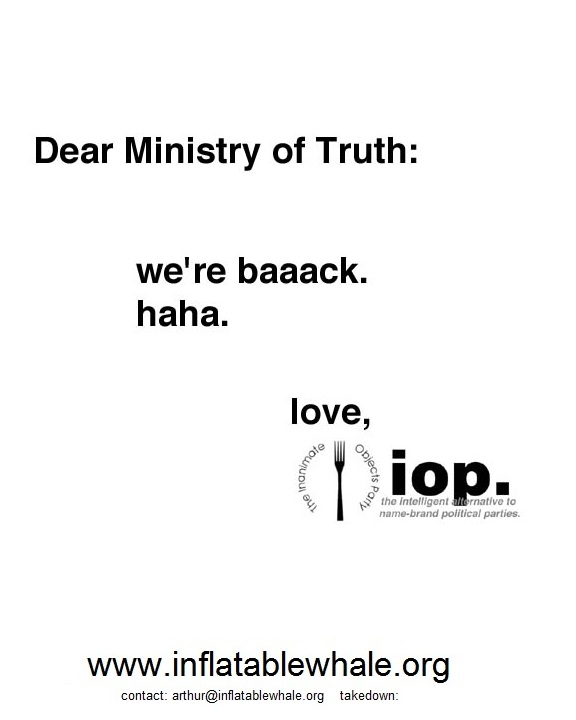 Dear Ministry of Truth:
we're baaack.
haha.
love,
The Inanimate Objects Party
iop.
the intelligent alternative to
name-brand political parties.
www.inflatablewhale.org
contact: arthur@inflatablewhale.org takedown: